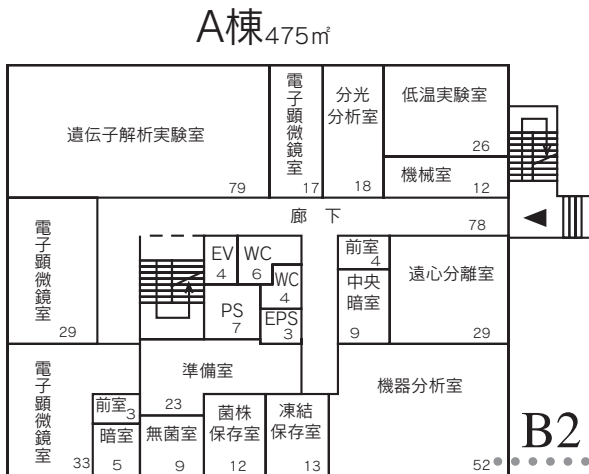 A棟475㎡
遺伝子解析実験室
79
電子顕微鏡室
17
分光
分析室
18
低温実験室
26
機械室
12
廊 下
78
電子顕微鏡室
29
EV
4
WC
6
WC
4
PS
7
EPS
3
前室
4
中央
暗室
9
遠心分離室
29
電子顕微鏡室
33
前室
3
暗室
5
準備室
23
無菌室
9
菌株
保存室
12
凍結
保存室
13
機器分析室
52
B2